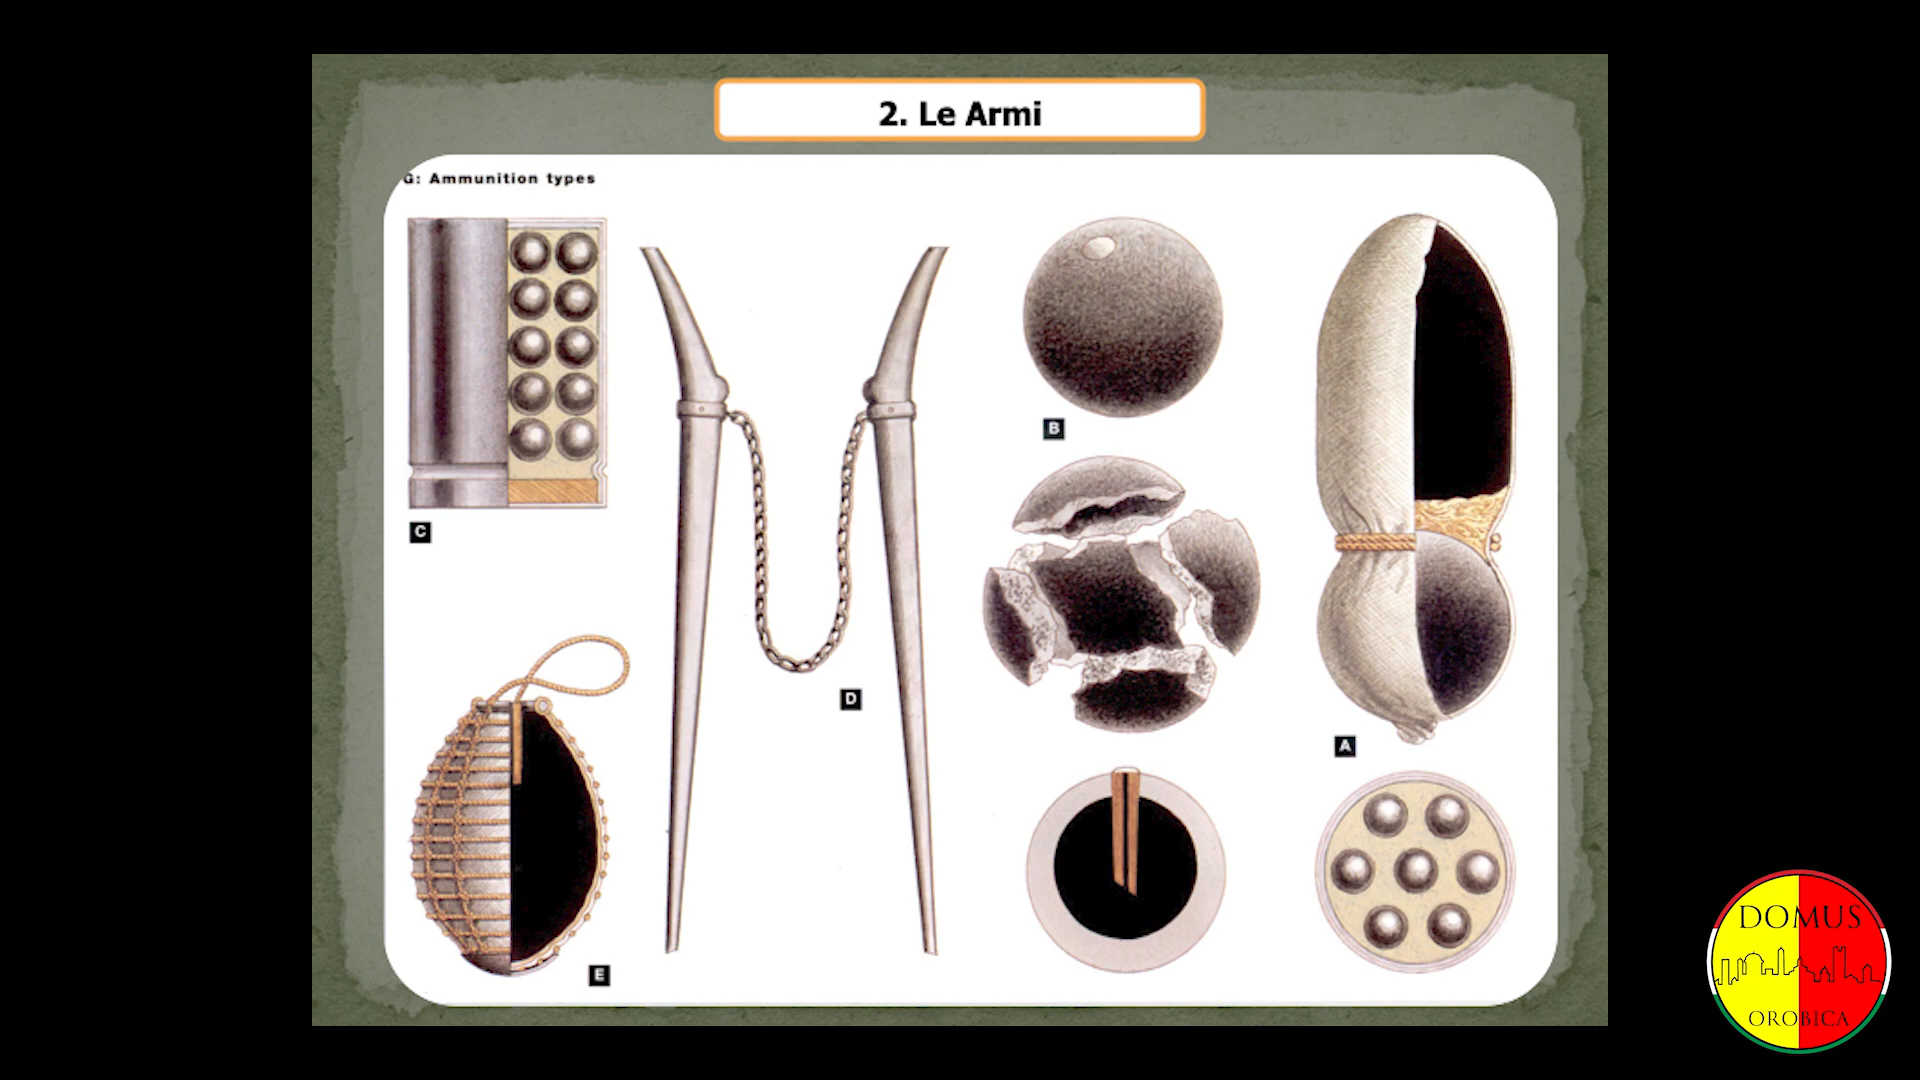 2. Le Armi
G: Ammunition types
C
B
D
A
E
DOMUS
OROBICA